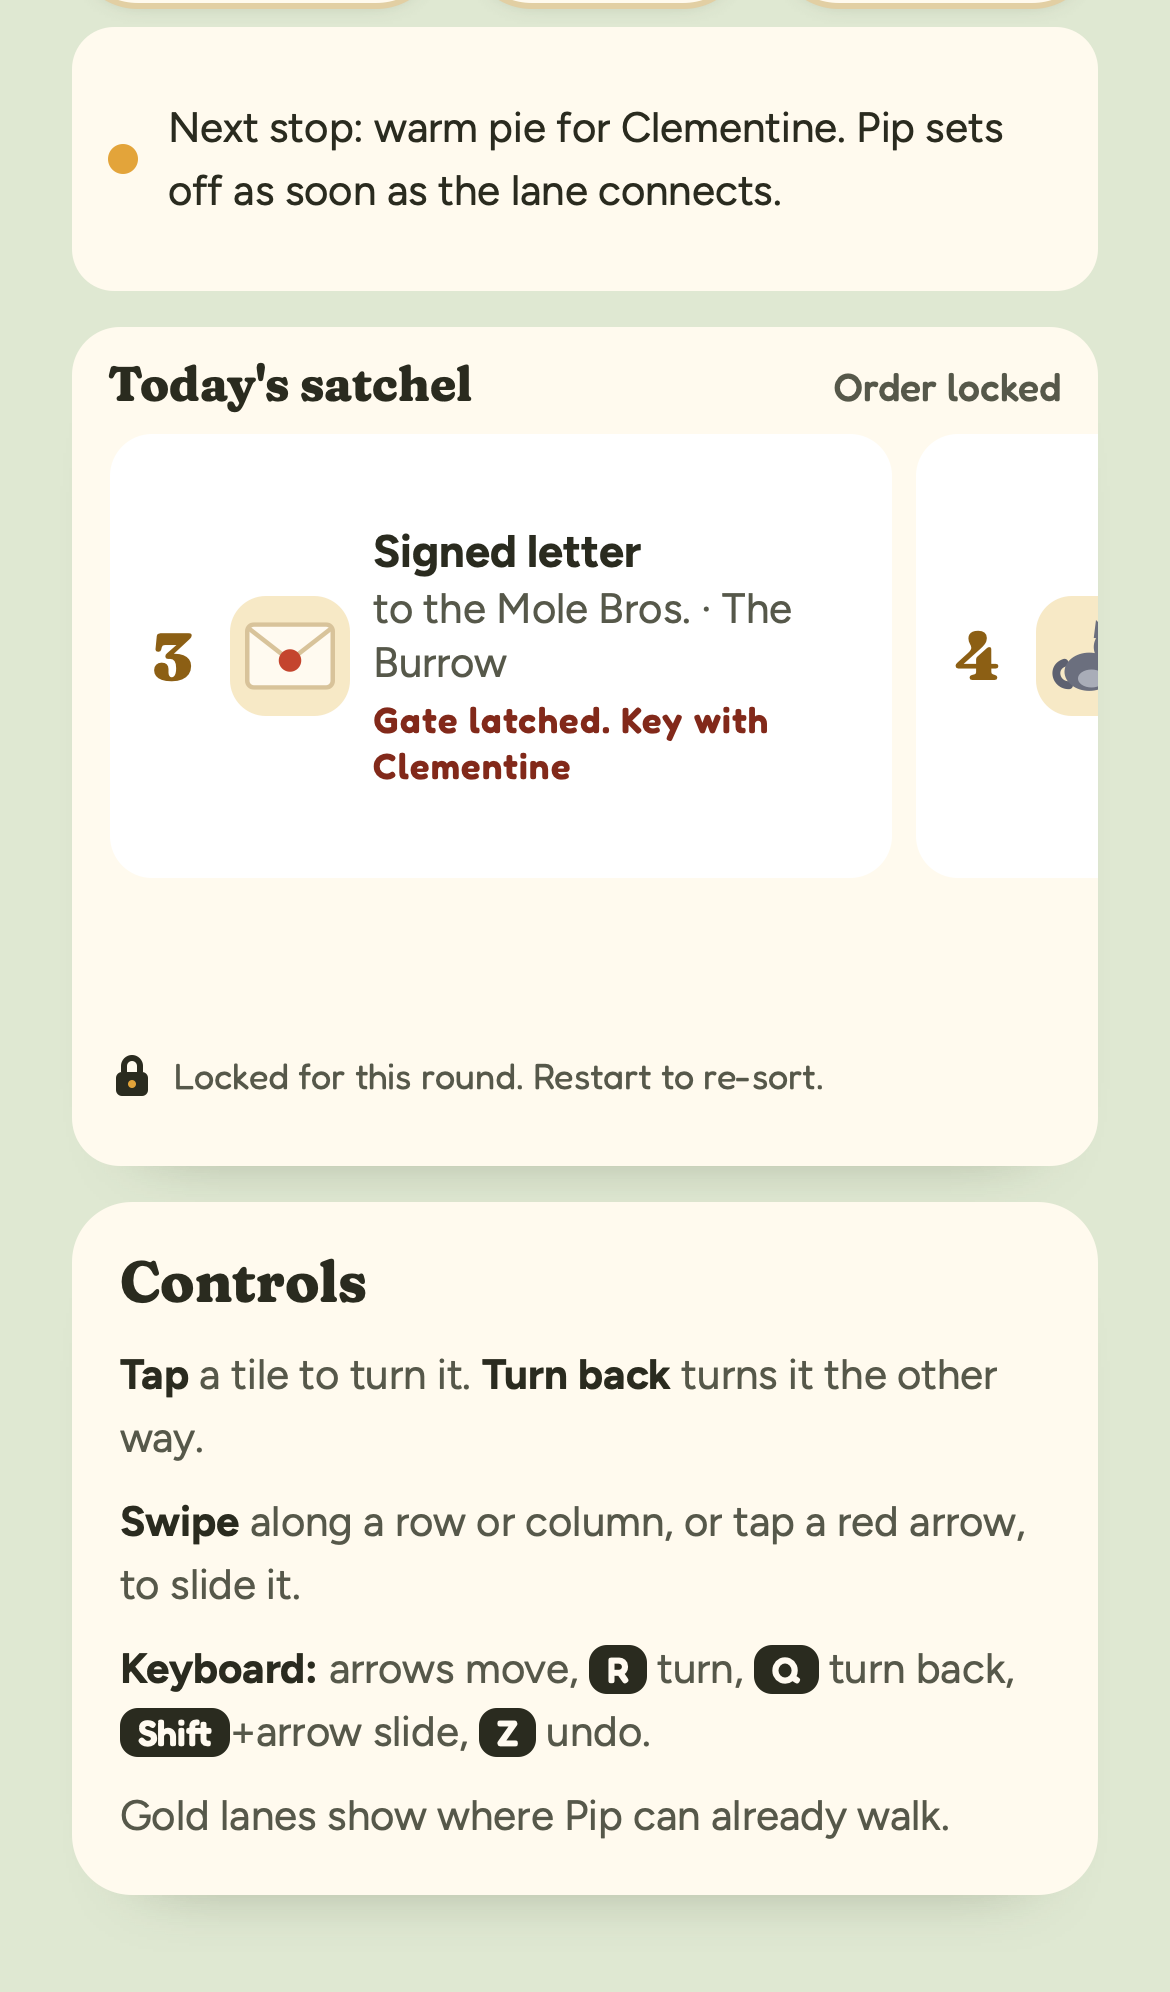 Next stop: warm pie for Clementine. Pip sets
off as soon as the lane connects.
Today's satchel
Order locked
3
Signed letter
to the Mole Bros. · The
Burrow
Gate latched. Key with
Clementine
4
Locked for this round. Restart to re-sort.
Controls
Tap a tile to turn it. Turn back turns it the other
way.
Swipe along a row or column, or tap a red arrow,
to slide it.
Keyboard: arrows move, R turn, Q turn back,
Shift+arrow slide, Z undo.
Gold lanes show where Pip can already walk.